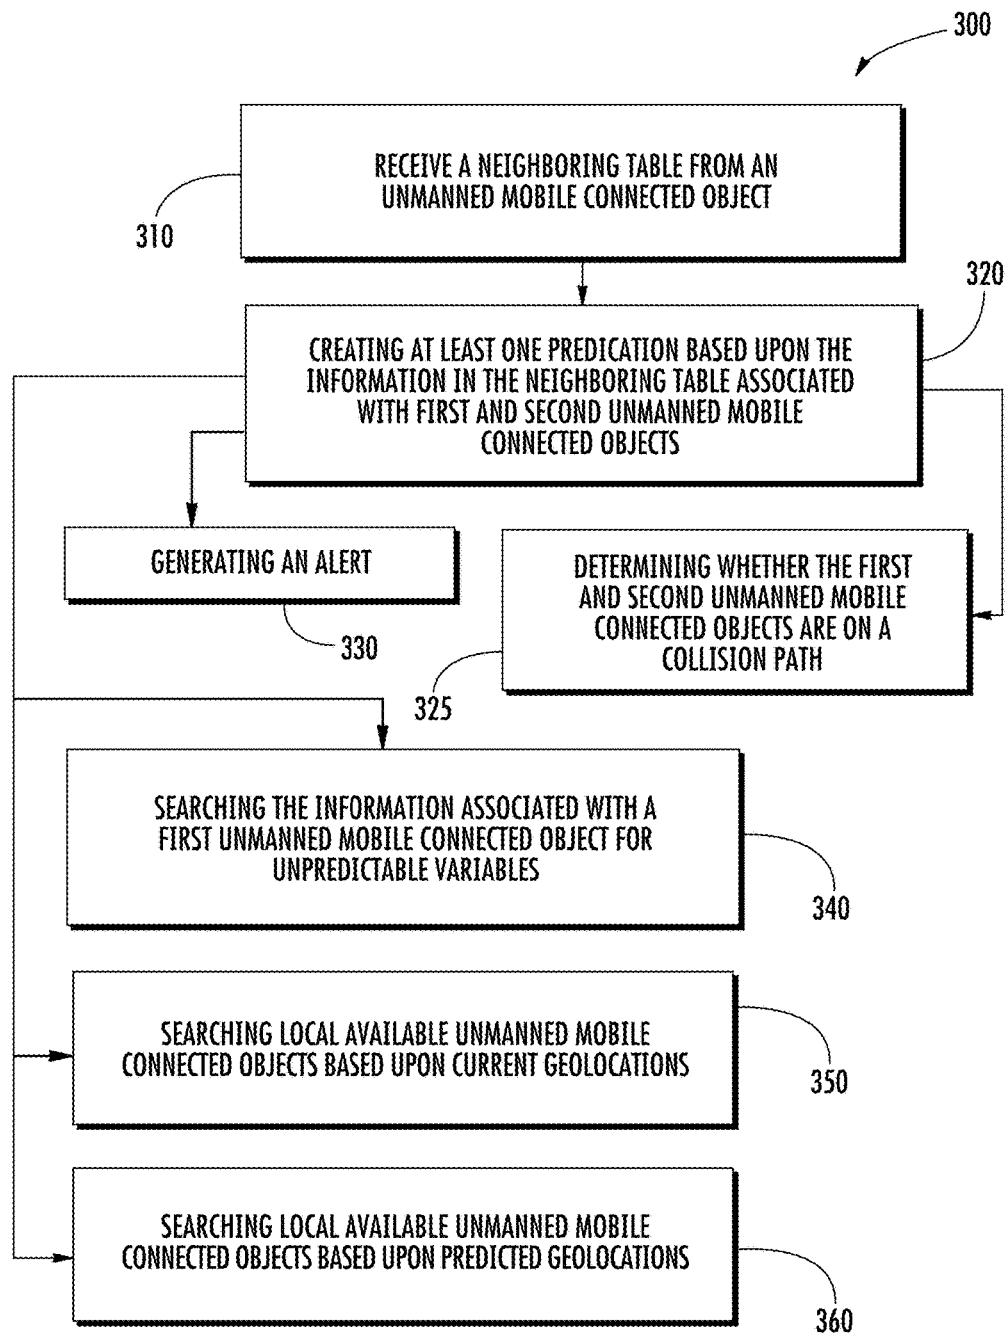 300
RECEIVE A NEIGHBORING TABLE FROM AN
UNMANNED MOBILE CONNECTED OBJECT
310
320
CREATING AT LEAST ONE PREDICATION BASED UPON THE
INFORMATION IN THE NEIGHBORING TABLE ASSOCIATED
WITH FIRST AND SECOND UNMANNED MOBILE
CONNECTED OBJECTS.
GENERATING AN ALERT
330
DETERMINING WHETHER THE FIRST
AND SECOND UNMANNED MOBILE
CONNECTED OBJECTS ARE ON A
COLLISION PATH
325
SEARCHING THE INFORMATION ASSOCIATED WITH A
FIRST UNMANNED MOBILE CONNECTED OBJECT FOR
UNPREDICTABLE VARIABLES
340
SEARCHING LOCAL AVAILABLE UNMANNED MOBILE
CONNECTED OBJECTS BASED UPON CURRENT GEOLOCATIONS
350
SEARCHING LOCAL AVAILABLE UNMANNED MOBILE
CONNECTED OBJECTS BASED UPON PREDICTED GEOLOCATIONS
360